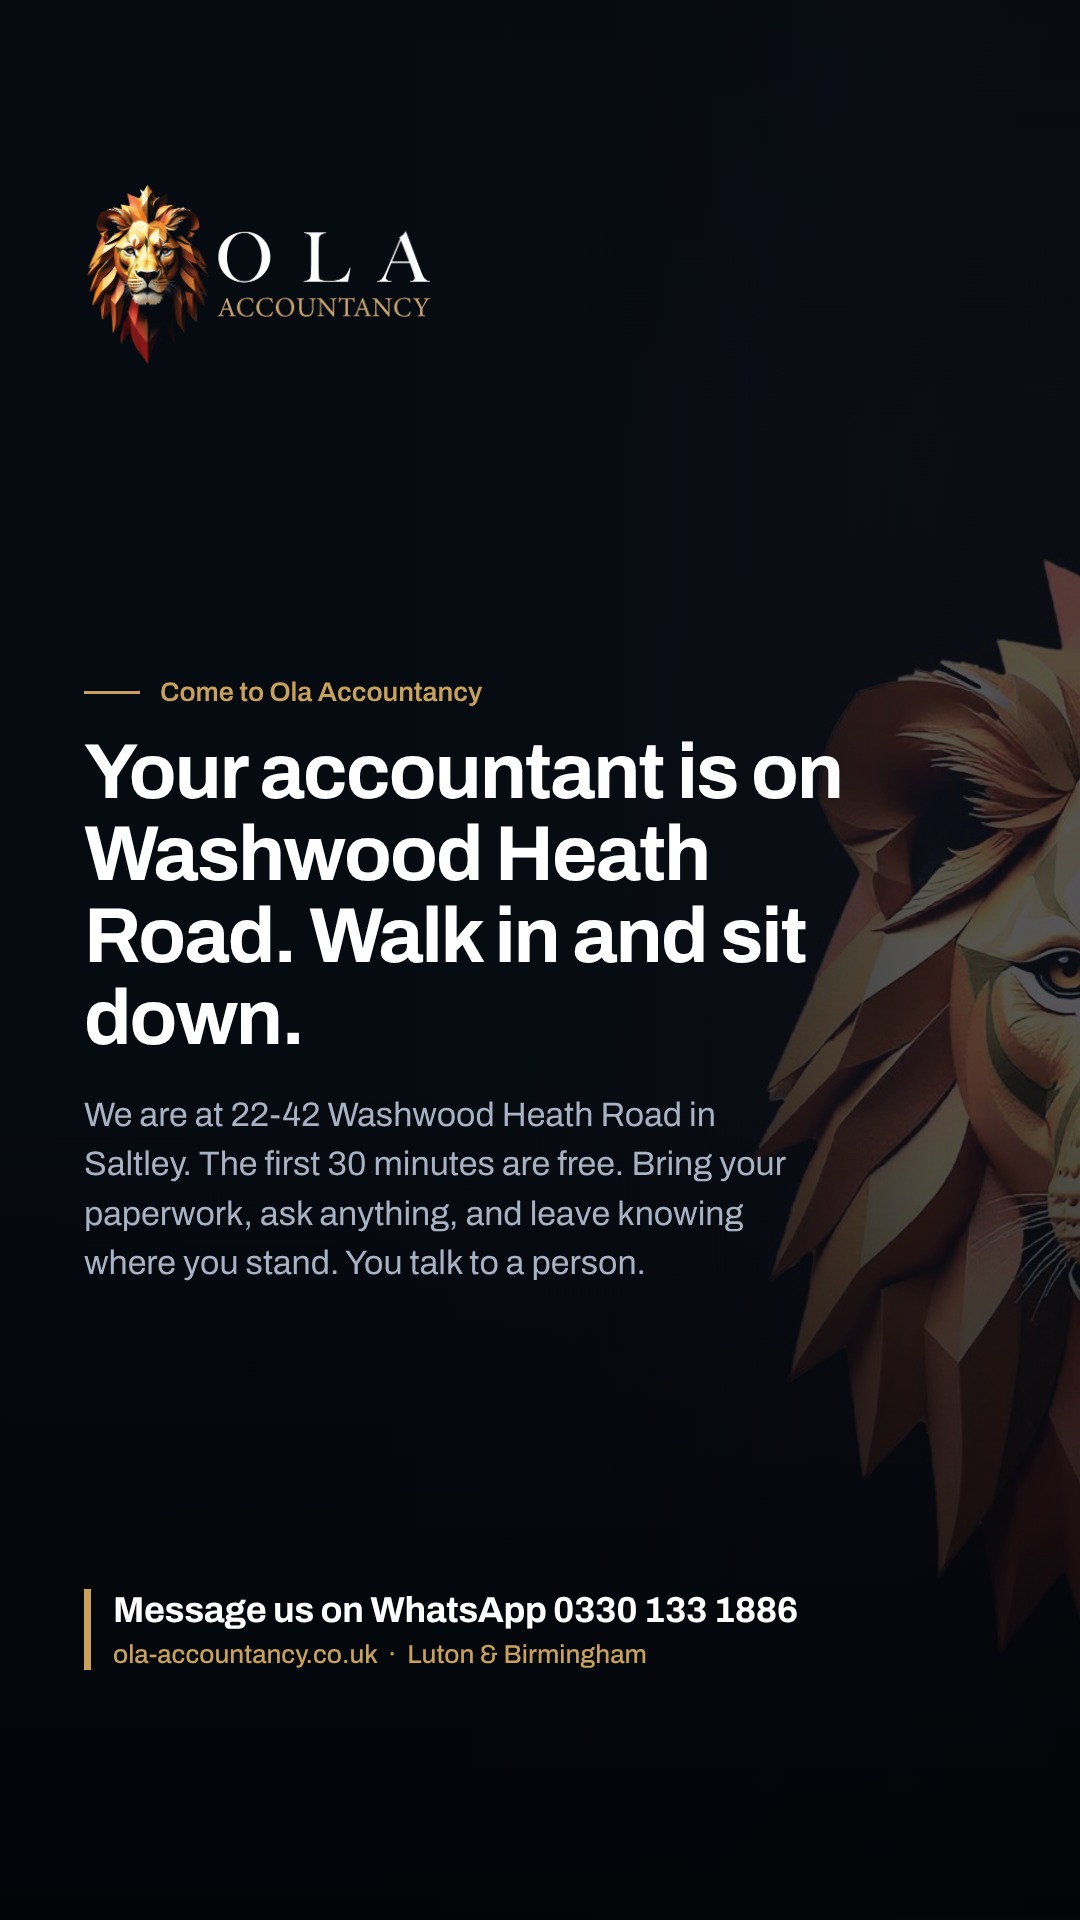 OLA
ACCOUNTANCY
Come to Ola Accountancy
Your accountant is on
Washwood Heath
Road. Walk in and sit
down.
We are at 22-42 Washwood Heath Road in
Saltley. The first 30 minutes are free. Bring your
paperwork, ask anything, and leave knowing
where you stand. You talk to a person.
Message us on WhatsApp 0330 133 1886
ola-accountancy.co.uk · Luton & Birmingham